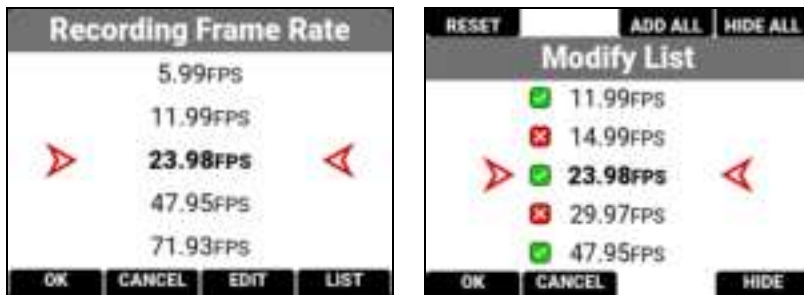 Recording Frame Rate
5.99FPS
11.99FPS
23.98FPS
47.95FPS
71.93FPS
OK CANCEL EDIT LIST
RESET ADD ALL HIDE ALL
Modify List
11.99FPS
14.99FPS
23.98FPS
29.97FPS
47.95FPS
OK CANCEL HIDE